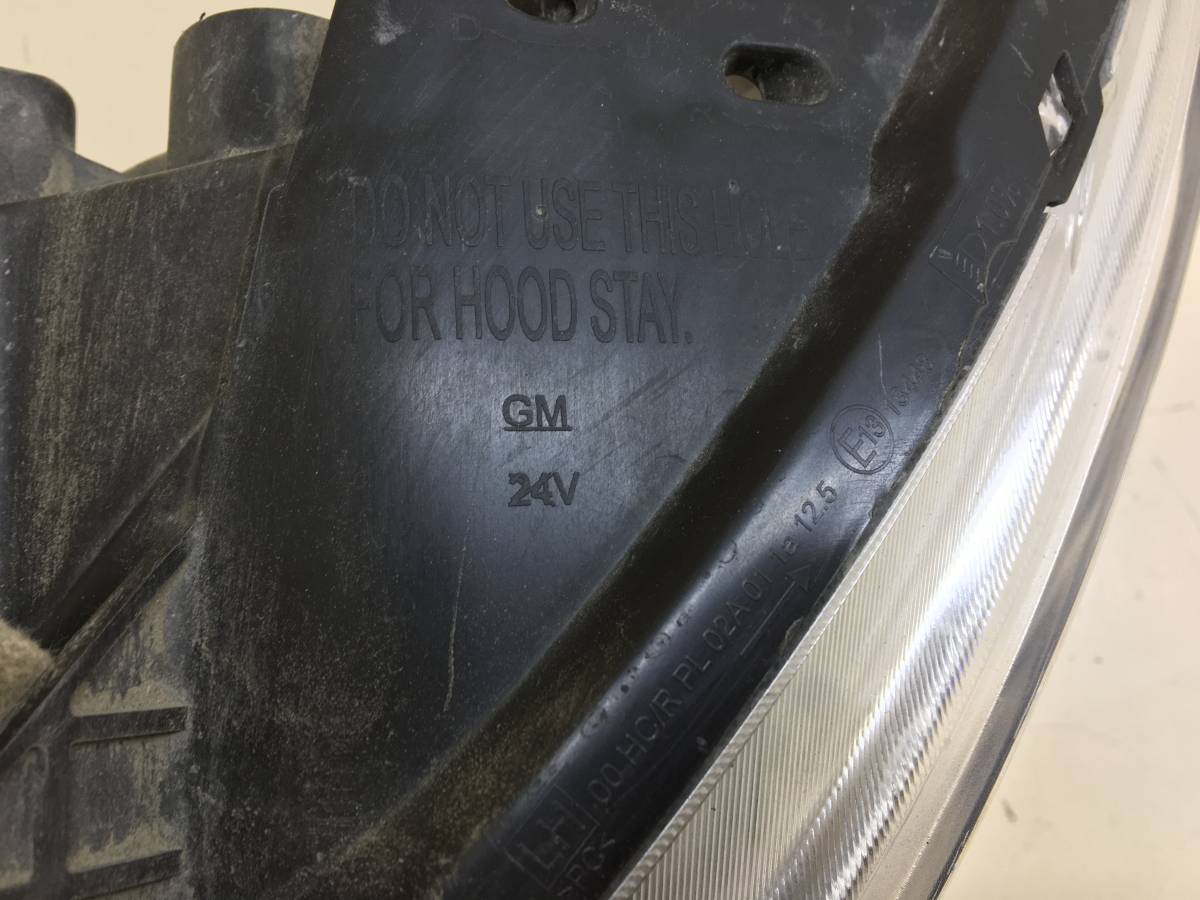 DO NOT USE THIS HOLE
FOR HOOD STAY.
GM
24V
E13
00 HC/R PL 02A 01 1a 12.5
LH
>PC<